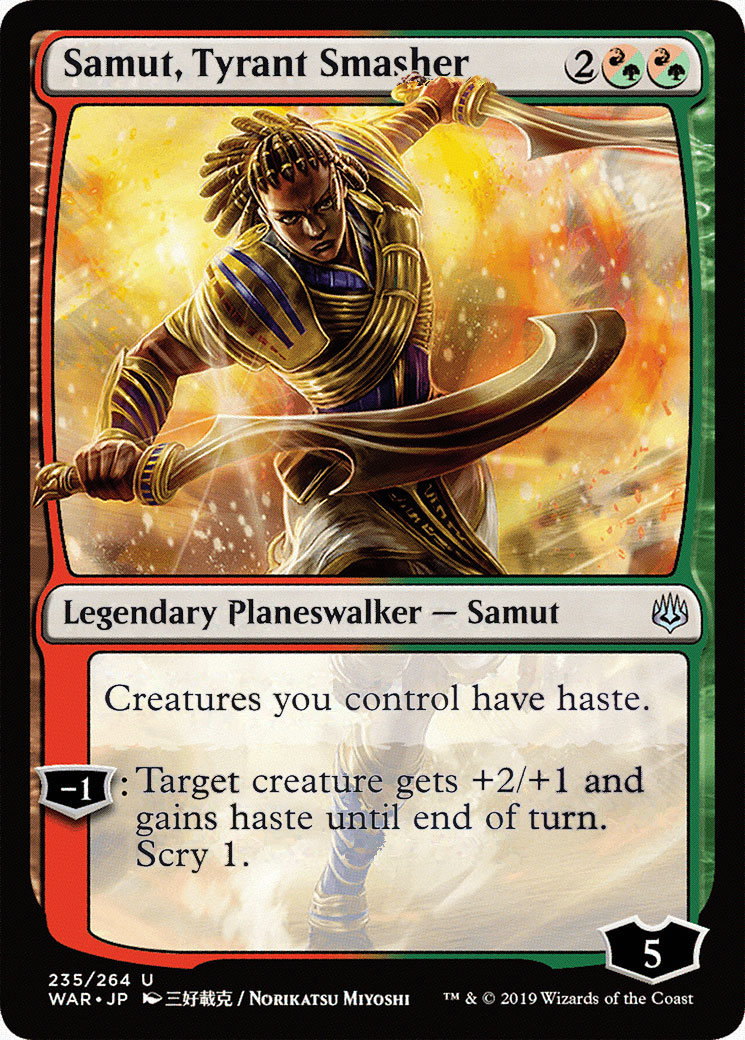 Samut, Tyrant Smasher 2
Legendary Planeswalker — Samut
Creatures you control have haste.
−1 : Target creature gets +2/+1 and
gains haste until end of turn.
Scry 1.
5
235/264 U
WAR • JP 三好載克 / Norikatsu Miyoshi ™ & © 2019 Wizards of the Coast